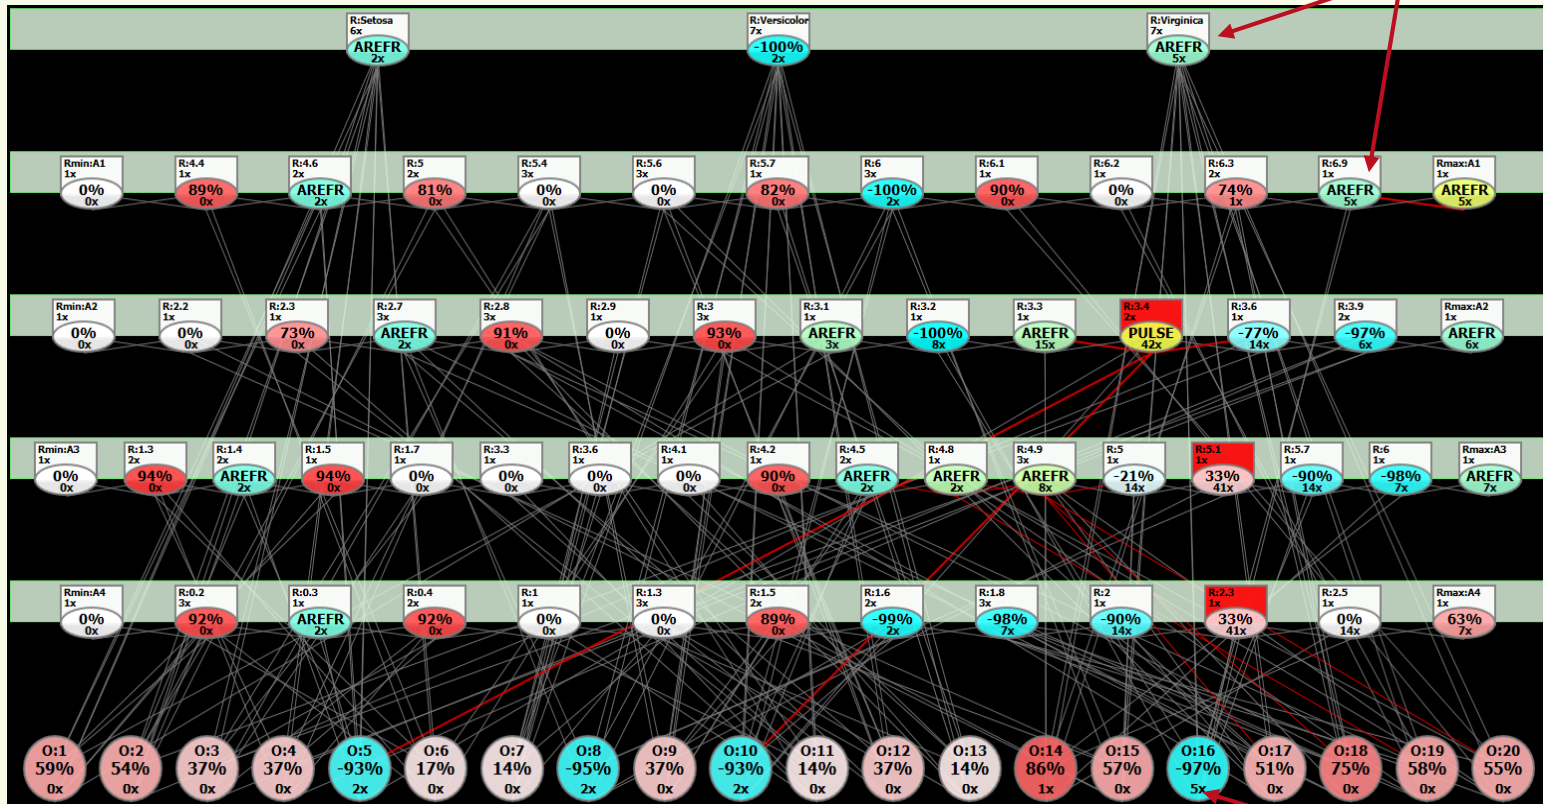 R:Setosa
6x
AREFR
2x
R:Versicolor
7x
-100%
2x
R:Virginica
7x
AREFR
5x
Rmin:A1
1x
0%
0x
R:4.4
1x
89%
0x
R:4.6
2x
AREFR
2x
R:5
2x
81%
0x
R:5.4
3x
0%
0x
R:5.6
3x
0%
0x
R:5.7
1x
82%
0x
R:6
3x
-100%
2x
R:6.1
1x
90%
0x
R:6.2
1x
0%
0x
R:6.3
2x
74%
1x
R:6.9
1x
AREFR
5x
Rmax:A1
1x
AREFR
5x
Rmin:A2
1x
0%
0x
R:2.2
1x
0%
0x
R:2.3
1x
73%
0x
R:2.7
3x
AREFR
2x
R:2.8
3x
91%
0x
R:2.9
1x
0%
0x
R:3
3x
93%
0x
R:3.1
1x
AREFR
3x
R:3.2
1x
-100%
8x
R:3.3
1x
AREFR
15x
R:3.4
2x
PULSE
42x
R:3.6
1x
-77%
14x
R:3.9
2x
-97%
6x
Rmax:A2
1x
AREFR
6x
Rmin:A3
1x
0%
0x
R:1.3
2x
94%
0x
R:1.4
2x
AREFR
2x
R:1.5
1x
94%
0x
R:1.7
1x
0%
0x
R:3.3
1x
0%
0x
R:3.6
1x
0%
0x
R:4.1
1x
0%
0x
R:4.2
1x
90%
0x
R:4.5
2x
AREFR
2x
R:4.8
1x
AREFR
2x
R:4.9
3x
AREFR
8x
R:5
1x
-21%
14x
R:5.1
1x
33%
41x
R:5.7
1x
-90%
14x
R:6
1x
-98%
7x
Rmax:A3
1x
AREFR
7x
Rmin:A4
1x
0%
0x
R:0.2
3x
92%
0x
R:0.3
1x
AREFR
2x
R:0.4
2x
92%
0x
R:1
1x
0%
0x
R:1.3
3x
0%
0x
R:1.5
2x
89%
0x
R:1.6
2x
-99%
2x
R:1.8
3x
-98%
7x
R:2
1x
-90%
14x
R:2.3
1x
33%
41x
R:2.5
1x
0%
14x
Rmax:A4
1x
63%
7x
O:1
59%
0x
O:2
54%
0x
O:3
37%
0x
O:4
37%
0x
O:5
-93%
2x
O:6
17%
0x
O:7
14%
0x
O:8
-95%
2x
O:9
37%
0x
O:10
-93%
2x
O:11
14%
0x
O:12
37%
0x
O:13
14%
0x
O:14
86%
1x
O:15
57%
0x
O:16
-97%
5x
O:17
51%
0x
O:18
75%
0x
O:19
58%
0x
O:20
55%
0x